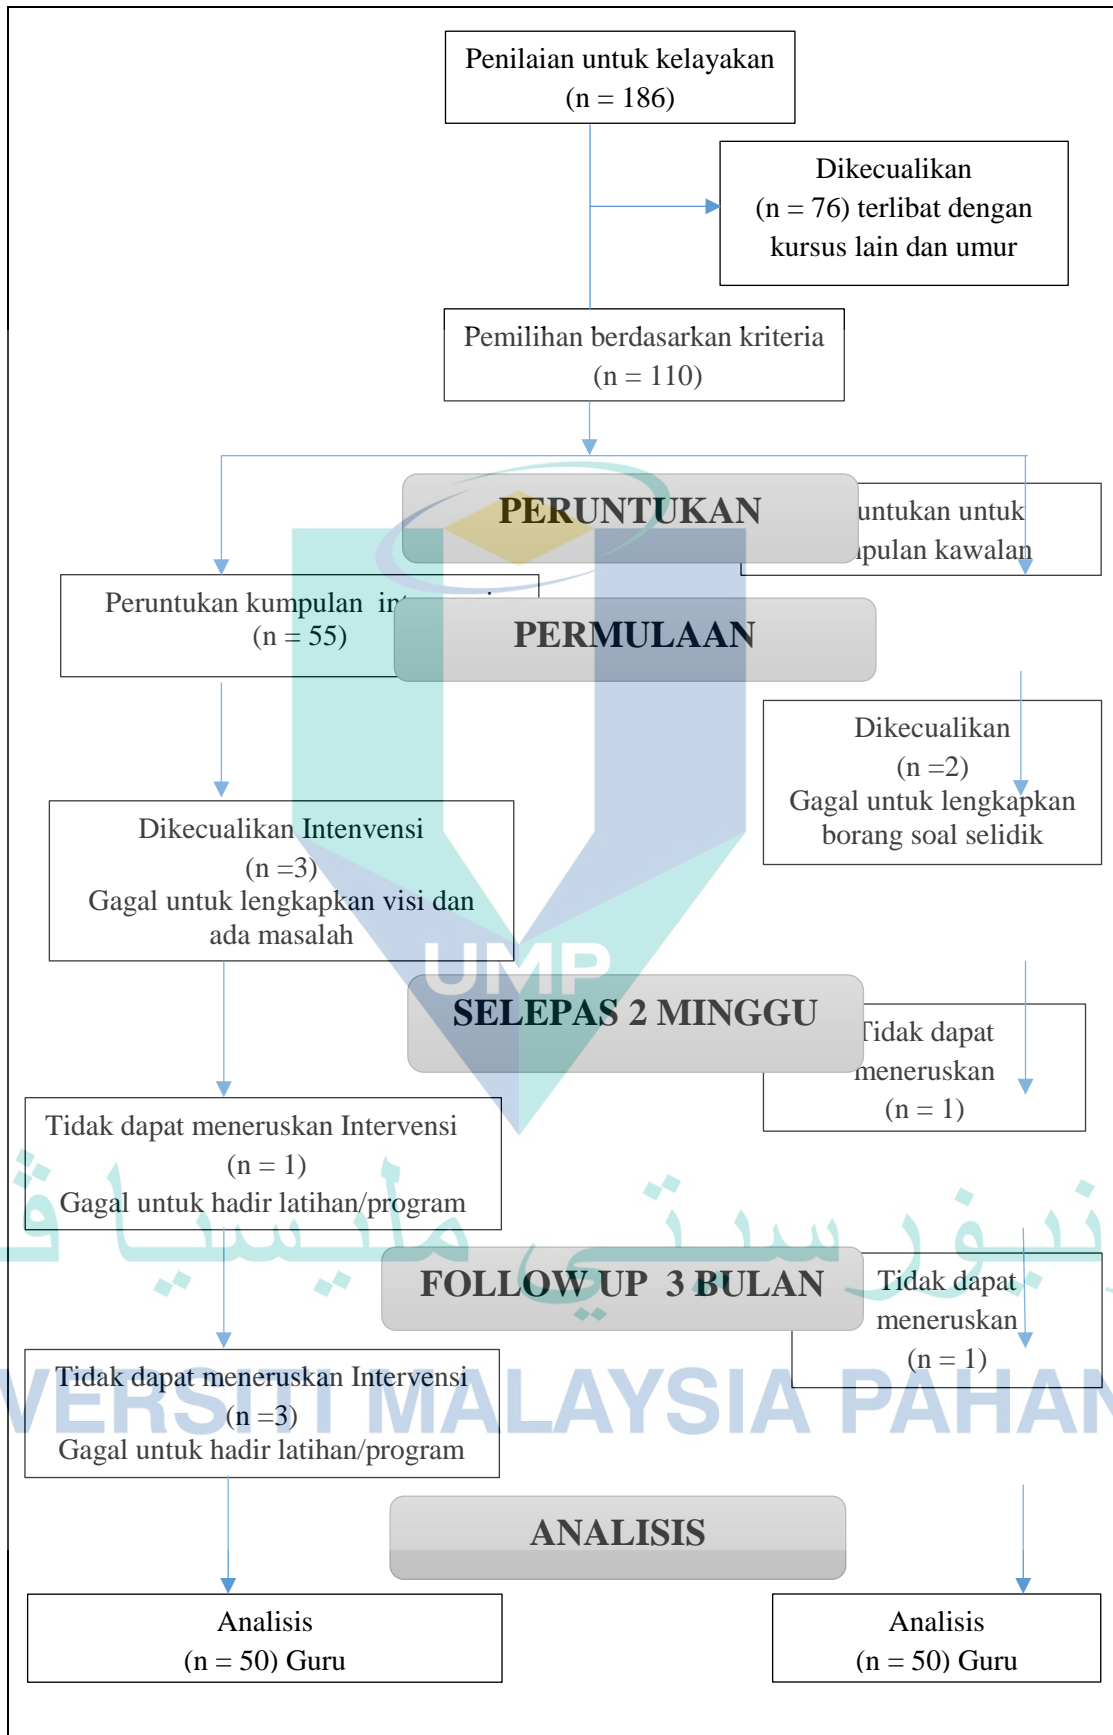 Penilaian untuk kelayakan
(n = 186)
Dikecualikan
(n = 76) terlibat dengan
kursus lain dan umur
Pemilihan berdasarkan kriteria
(n = 110)
PERUNTUKAN
untukan untuk
pulan kawalan
Peruntukan kumpulan
(n = 55)
PERMULAAN
Dikecualikan
(n =2)
Gagal untuk lengkapkan
borang soal selidik
Dikecualikan Intenvensi
(n =3)
Gagal untuk lengkapkan visi dan
ada masalah
UMP
SELEPAS 2 MINGGU
Tidak dapat
meneruskan
(n = 1)
Tidak dapat meneruskan Intervensi
(n = 1)
Gagal untuk hadir latihan/program
نيورسيتي مليسيا ق
FOLLOW UP 3 BULAN
Tidak dapat
meneruskan
(n = 1)
Tidak dapat meneruskan Intervensi
(n =3)
Gagal untuk hadir latihan/program
VERSITI MALAYSIA PAHAN
ANALISIS
Analisis
(n = 50) Guru
Analisis
(n = 50) Guru